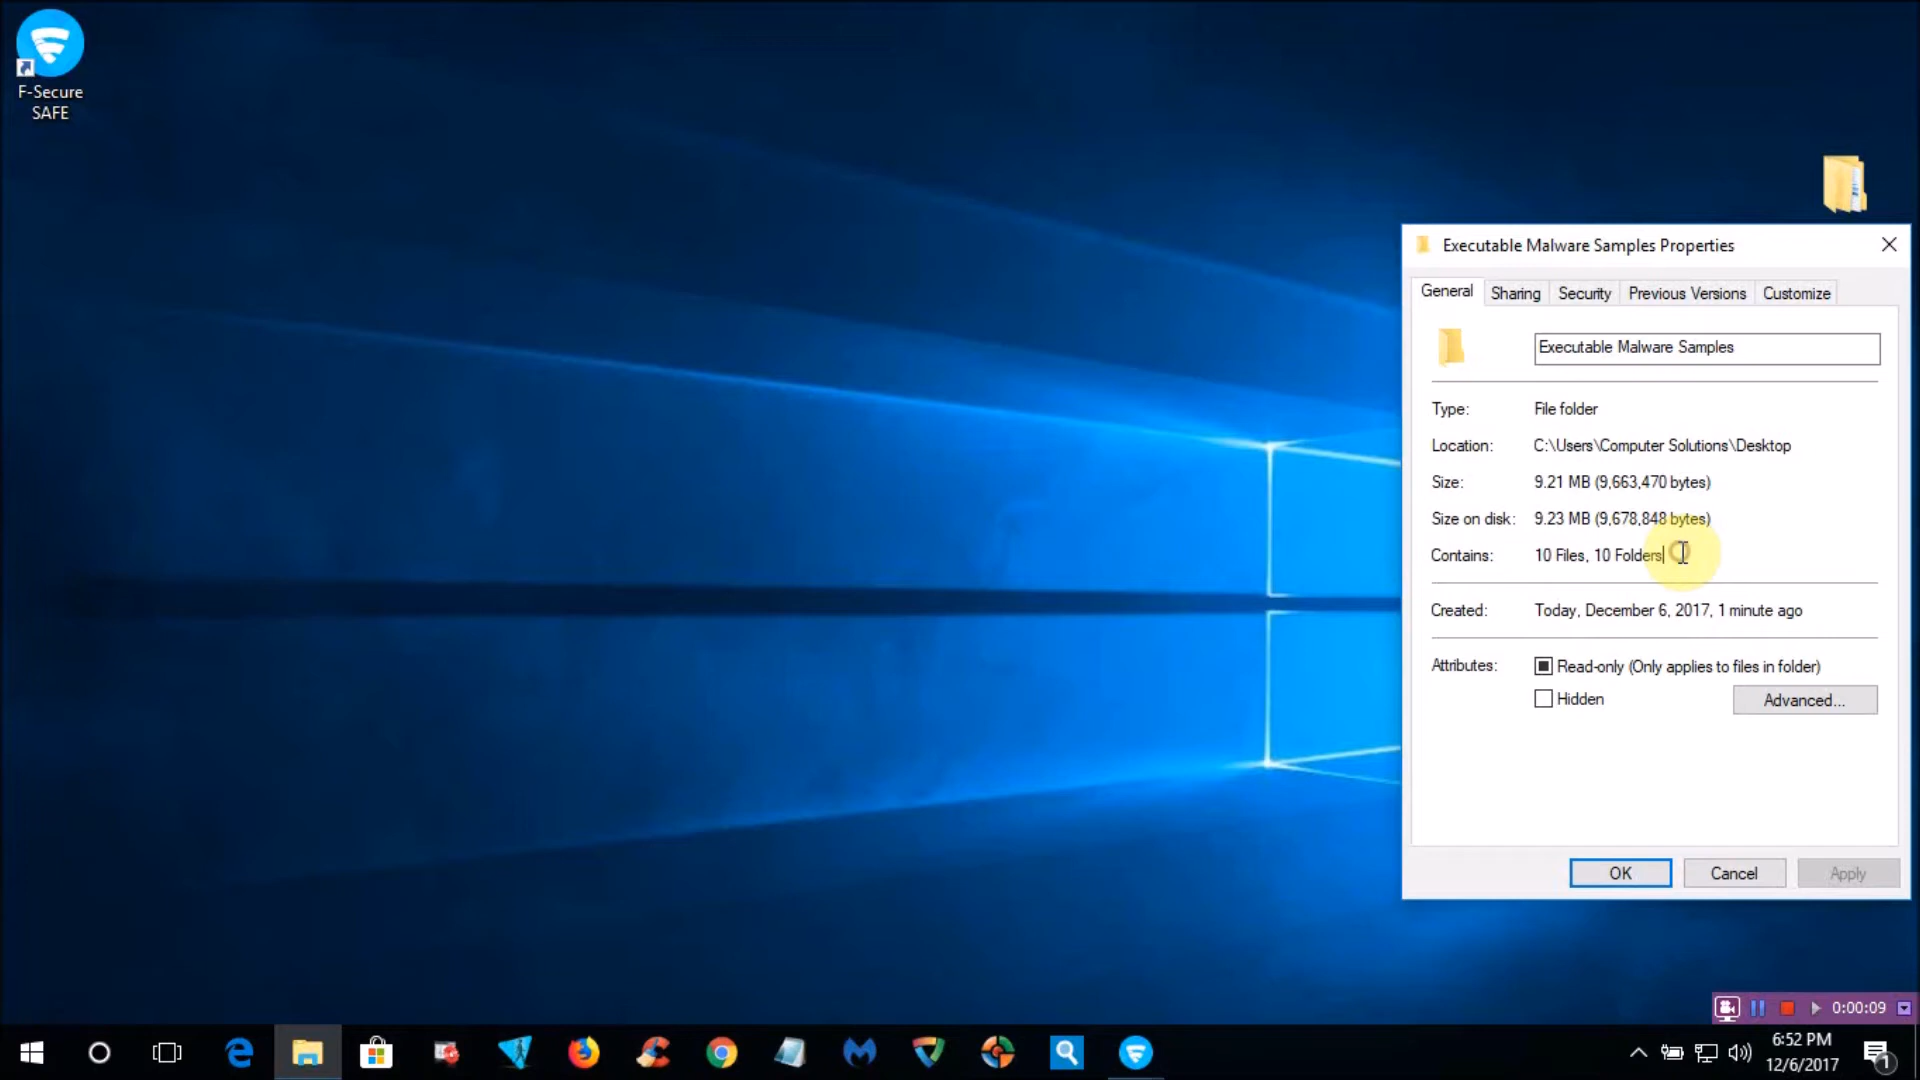 F-Secure
SAFE
Executable Malware Samples Properties
General Sharing Security Previous Versions Customize
Executable Malware Samples
Type: File folder
Location: C:\Users\Computer Solutions\Desktop
Size: 9.21 MB (9,663,470 bytes)
Size on disk: 9.23 MB (9,678,848 bytes)
Contains: 10 Files, 10 Folders
Created: Today, December 6, 2017, 1 minute ago
Attributes: Read-only (Only applies to files in folder)
Hidden Advanced...
OK Cancel Apply
0:00:09
6:52 PM
12/6/2017
1